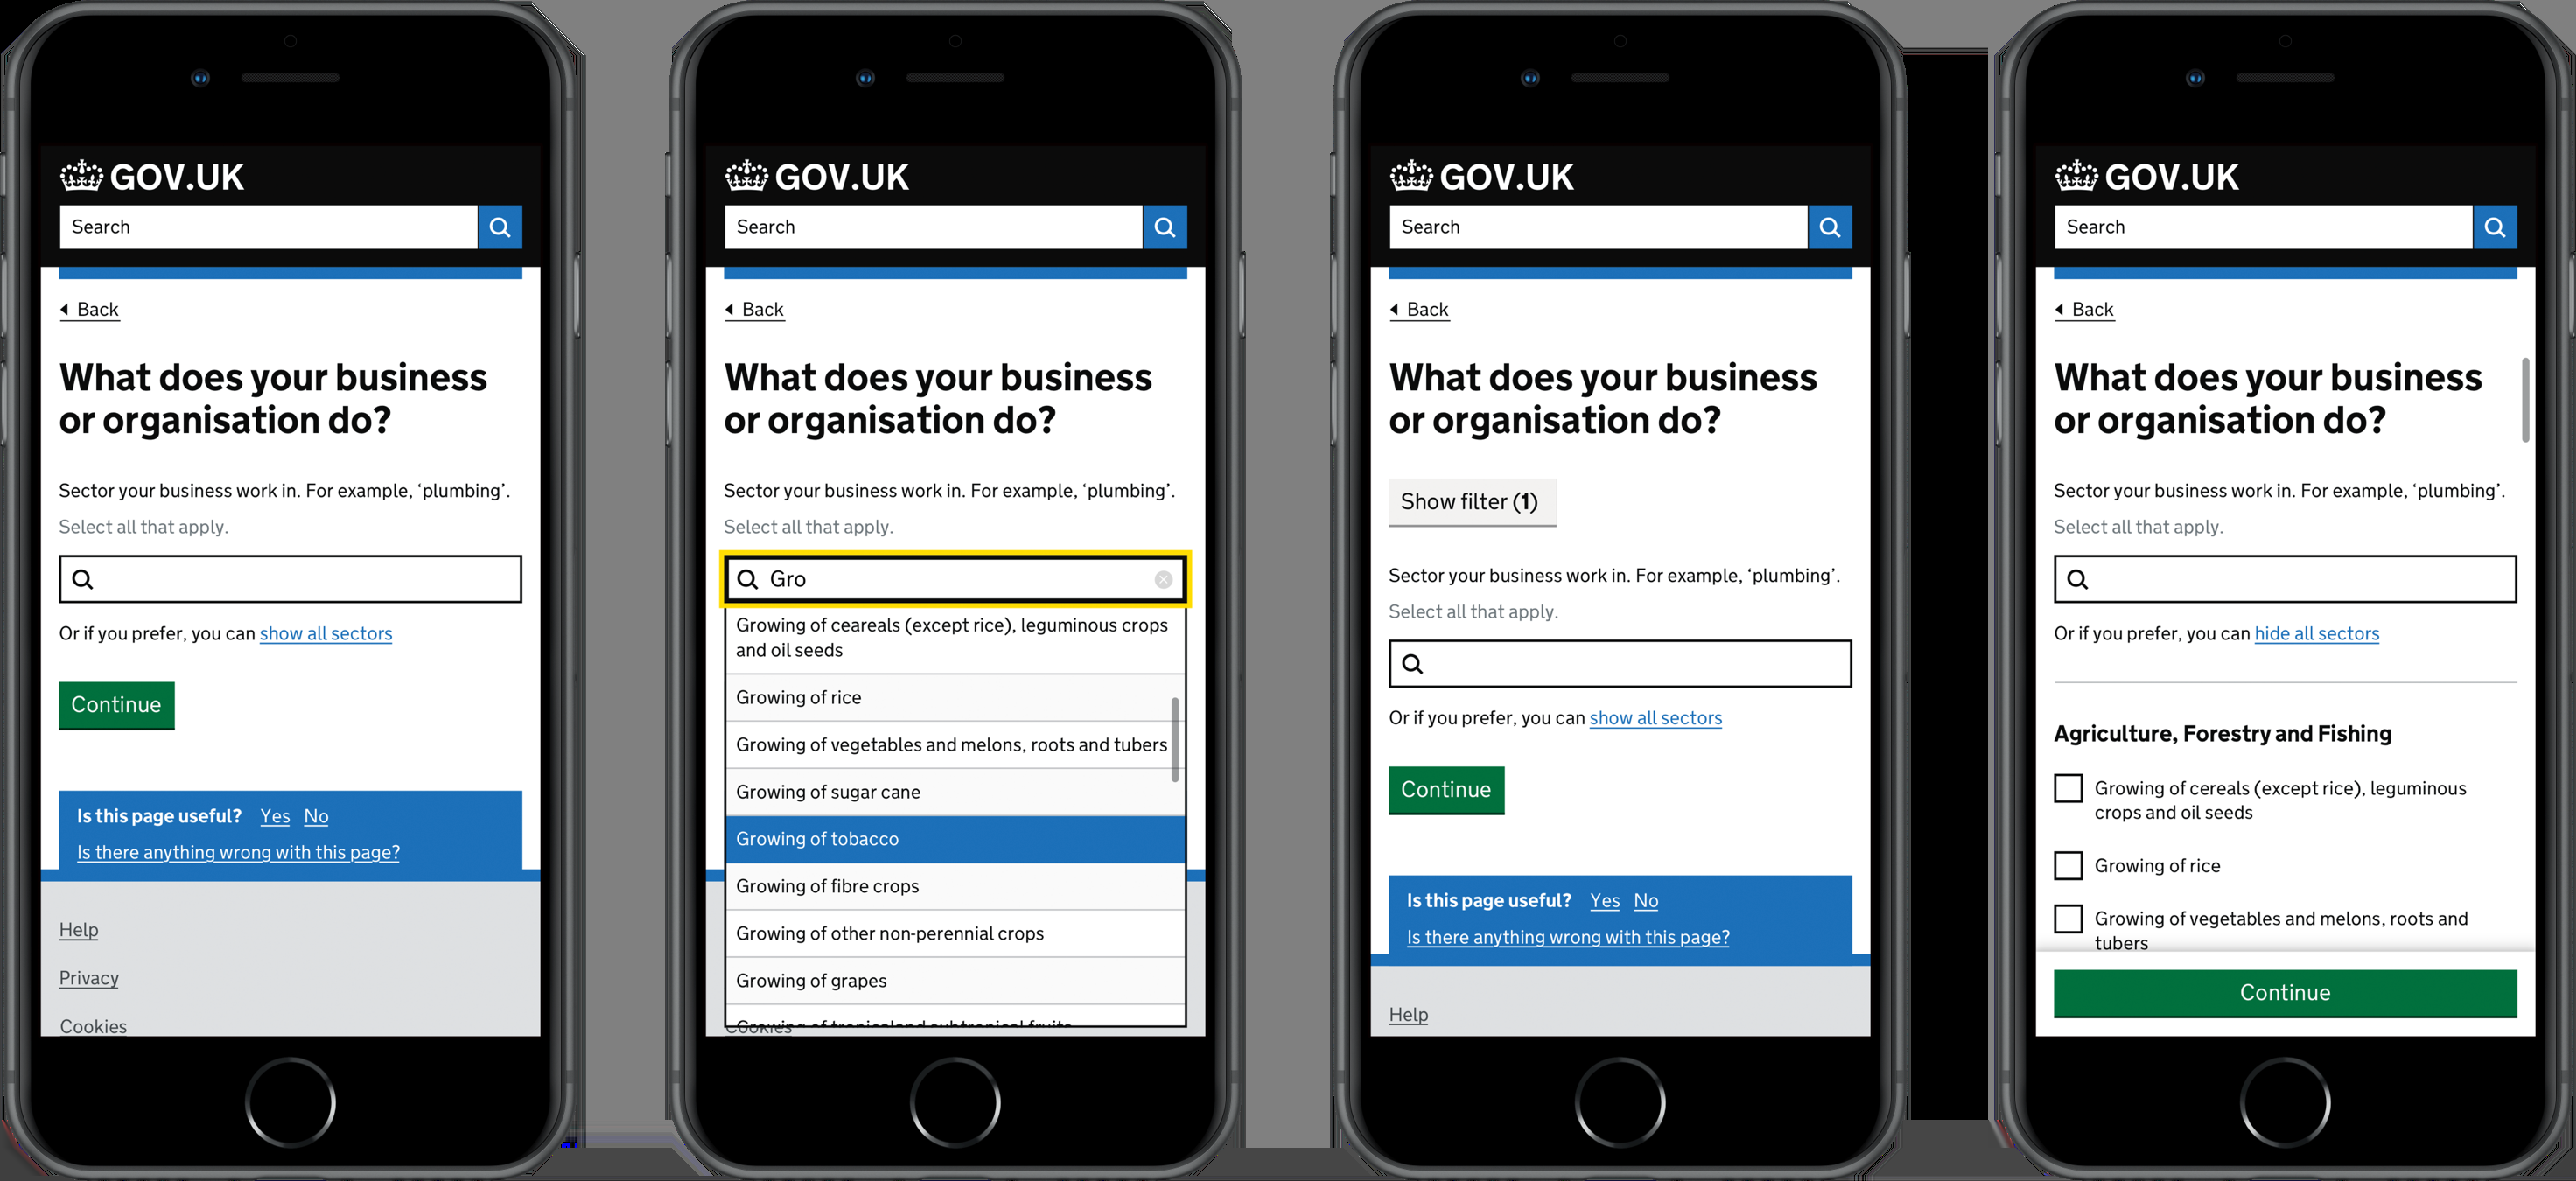 GOV.UK
Search
Back
What does your business
or organisation do?
Sector your business work in. For example, ‘plumbing’.
Select all that apply.
Or if you prefer, you can show all sectors
Continue
Is this page useful? Yes No
Is there anything wrong with this page?
Help
Privacy
Cookies
GOV.UK
Search
Back
What does your business
or organisation do?
Sector your business work in. For example, ‘plumbing’.
Select all that apply.
Gro
Growing of ceareals (except rice), leguminous crops
and oil seeds
Growing of rice
Growing of vegetables and melons, roots and tubers
Growing of sugar cane
Growing of tobacco
Growing of fibre crops
Growing of other non-perennial crops
Growing of grapes
Growing of tropical and subtropical fruits
Cookies
GOV.UK
Search
Back
What does your business
or organisation do?
Show filter (1)
Sector your business work in. For example, ‘plumbing’.
Select all that apply.
Or if you prefer, you can show all sectors
Continue
Is this page useful? Yes No
Is there anything wrong with this page?
Help
GOV.UK
Search
Back
What does your business
or organisation do?
Sector your business work in. For example, ‘plumbing’.
Select all that apply.
Or if you prefer, you can hide all sectors
Agriculture, Forestry and Fishing
Growing of cereals (except rice), leguminous
crops and oil seeds
Growing of rice
Growing of vegetables and melons, roots and
tubers
Continue